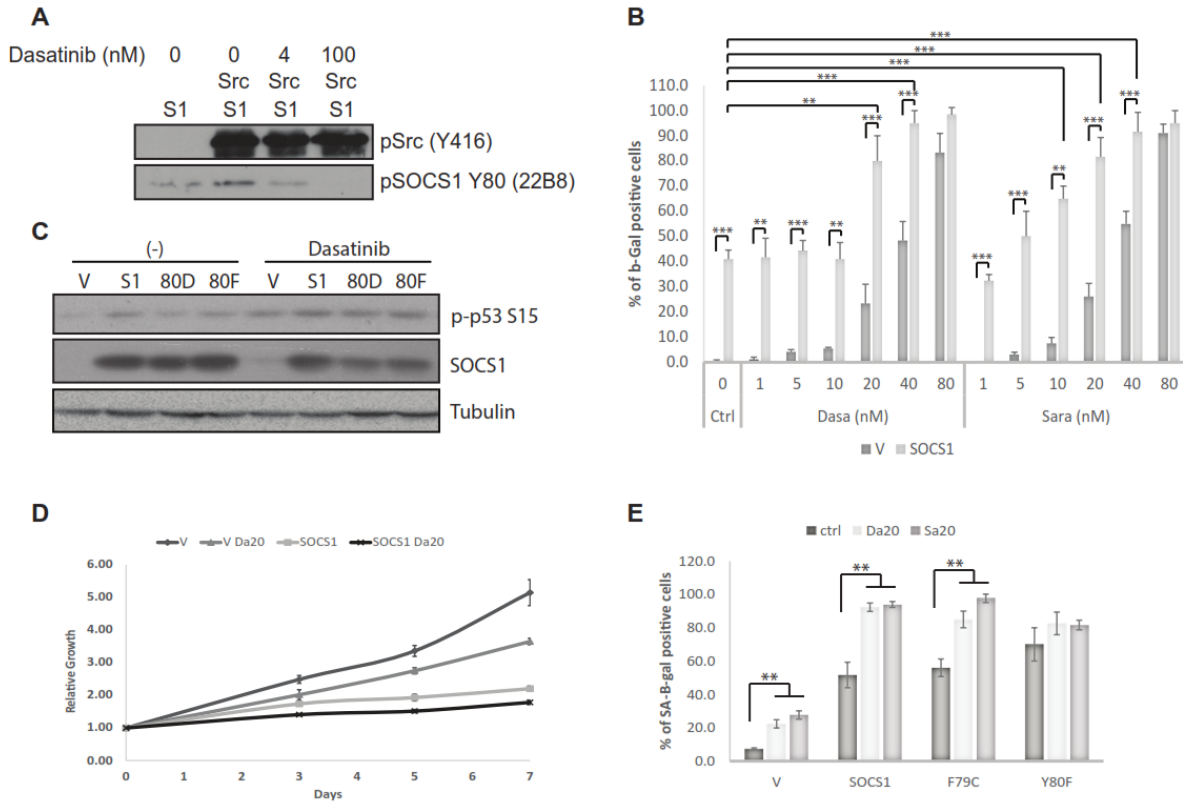 A
Dasatinib (nM) 0 0 4 100
Src Src Src
S1 S1 S1 S1
pSrc (Y416)
pSOCS1 Y80 (22B8)
B
***
***
***
***
**
*** ** *** ** *** *** *** *** ** *** ***
% of b-Gal positive cells
110.0
100.0
90.0
80.0
70.0
60.0
50.0
40.0
30.0
20.0
10.0
0.0
0 1 5 10 20 40 80 1 5 10 20 40 80
Ctrl Dasa (nM) Sara (nM)
V SOCS1
C
(-) Dasatinib
V S1 80D 80F V S1 80D 80F
p-p53 S15
SOCS1
Tubulin
D
V V Da20 SOCS1 SOCS1 Da20
Relative Growth
6.00
5.00
4.00
3.00
2.00
1.00
0.00
0 1 2 3 4 5 6 7
Days
E
ctrl Da20 Sa20
% of SA-B-gal positive cells
120.0
100.0
80.0
60.0
40.0
20.0
0.0
** ** **
V SOCS1 F79C Y80F